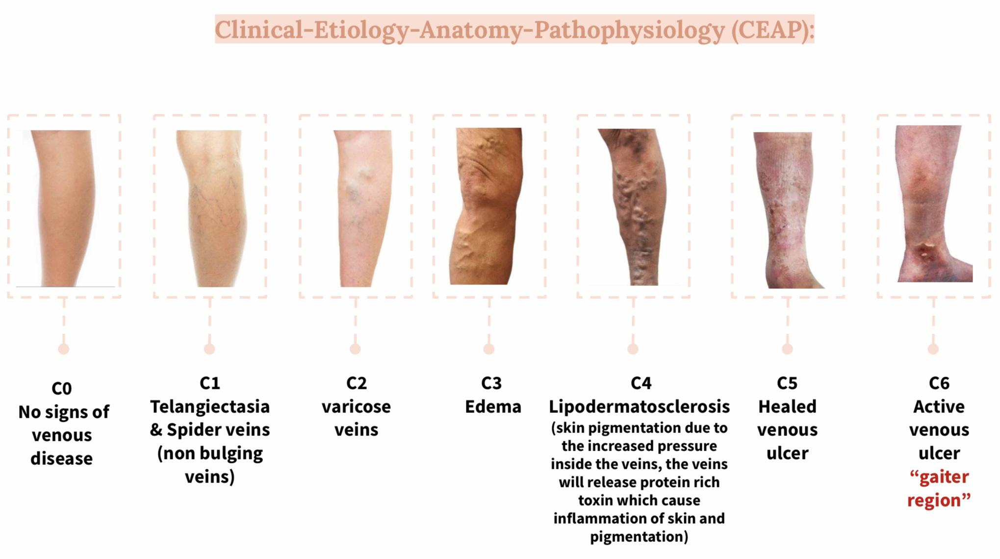 Clinical-Etiology-Anatomy-Pathophysiology (CEAP):
C0
No signs of
venous
disease
C1
Telangiectasia
& Spider veins
(non bulging
veins)
C2
varicose
veins
C3
Edema
C4
Lipodermatosclerosis
(skin pigmentation due to
the increased pressure
inside the veins, the veins
will release protein rich
toxin which cause
inflammation of skin and
pigmentation)
C5
Healed
venous
ulcer
C6
Active
venous
ulcer
“gaiter
region”